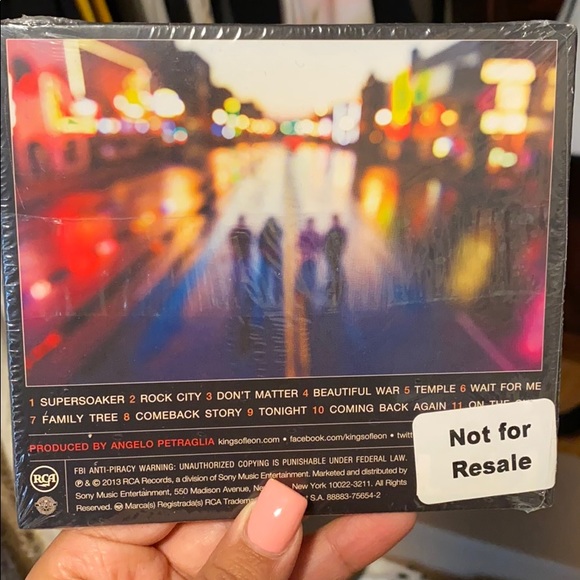 1 SUPERSOAKER 2 ROCK CITY 3 DON'T MATTER 4 BEAUTIFUL WAR 5 TEMPLE 6 WAIT FOR ME
7 FAMILY TREE 8 COMEBACK STORY 9 TONIGHT 10 COMING BACK AGAIN 11 ON THE
PRODUCED BY ANGELO PETRAGLIA kingsofleon.com • facebook.com/kingsofleon •
Not for
Resale
RCA
FBI ANTI-PIRACY WARNING: UNAUTHORIZED COPYING IS PUNISHABLE UNDER FEDERAL LAW.
℗ & © 2013 RCA Records, a division of Sony Music Entertainment. Marketed and distributed by
Sony Music Entertainment, 550 Madison Avenue, New York 10022-3211. All Rights
Reserved. Marca(s) Registrada(s) RCA S.A. 88883-75654-2